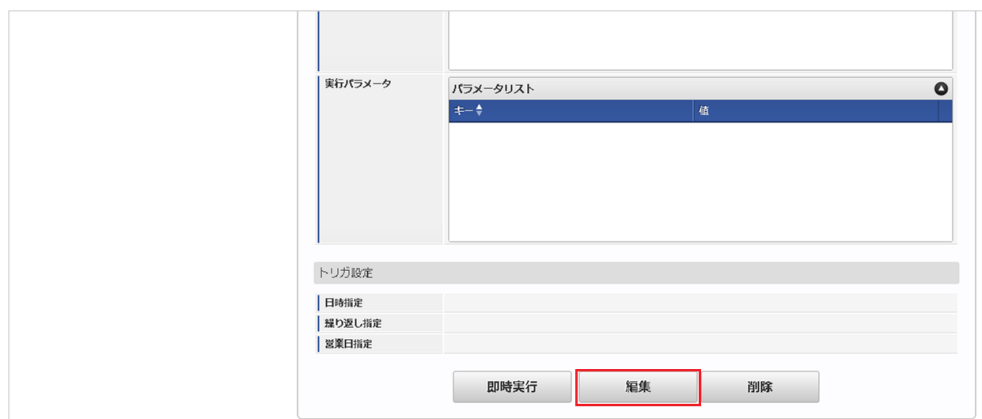 実行パラメータ
パラメータリスト
キー 値
トリガ設定
日時指定
繰り返し指定
営業日指定
即時実行 編集 削除